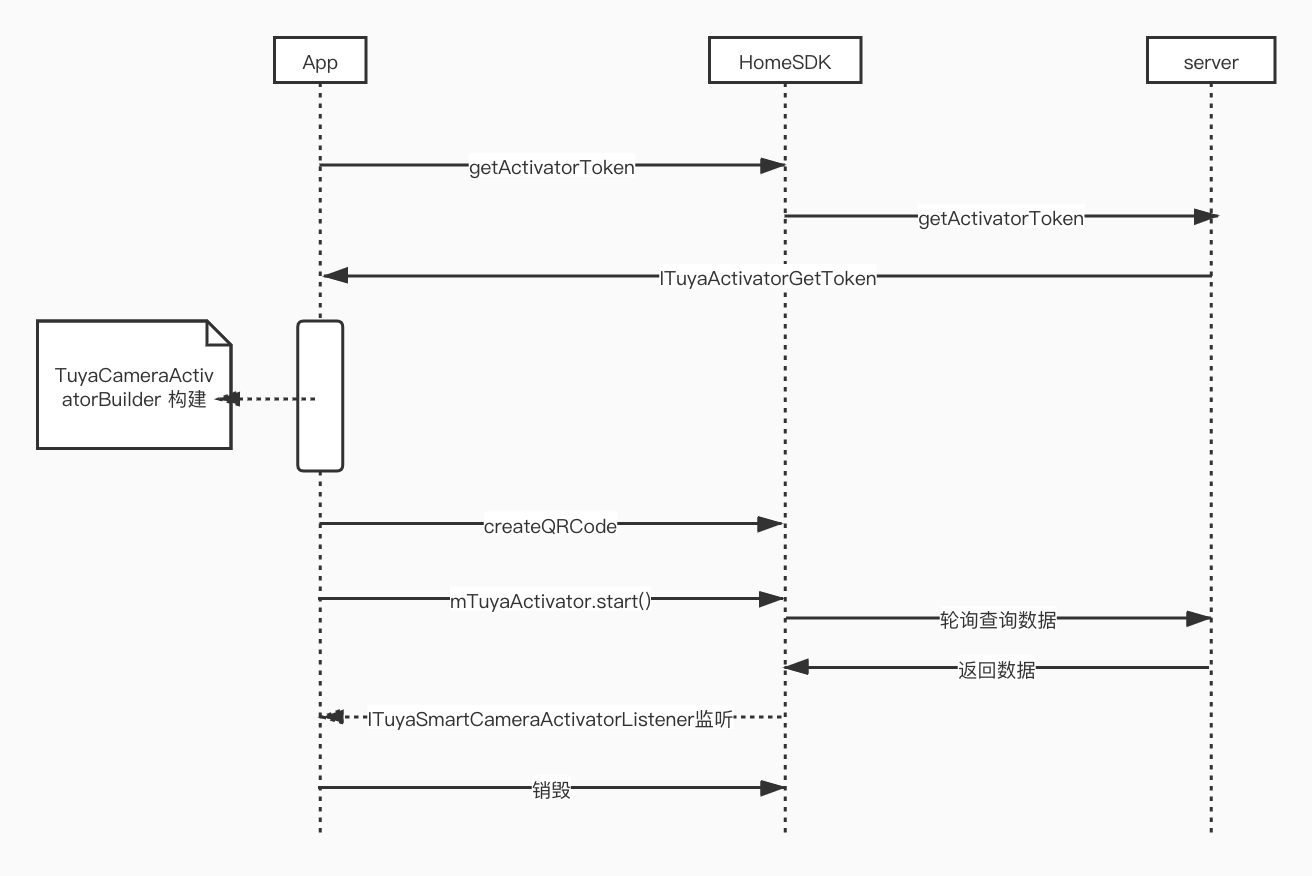 App
HomeSDK
server
getActivatorToken
getActivatorToken
ITuyaActivatorGetToken
TuyaCameraActiv
atorBuilder 构建
createQRCode
mTuyaActivator.start()
轮询查询数据
返回数据
ITuyaSmartCameraActivatorListener监听
销毁